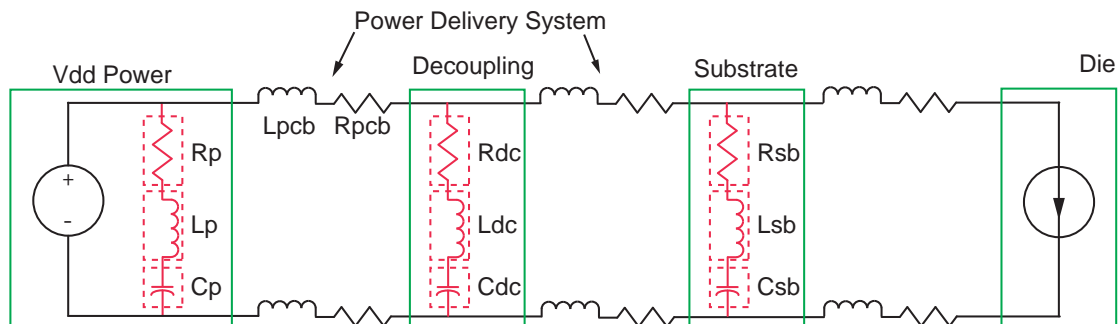 Power Delivery System
Vdd Power
Decoupling
Substrate
Die
Lpcb Rpcb
Rp
Rdc
Rsb
+
-
Lp
Ldc
Lsb
Cp
Cdc
Csb